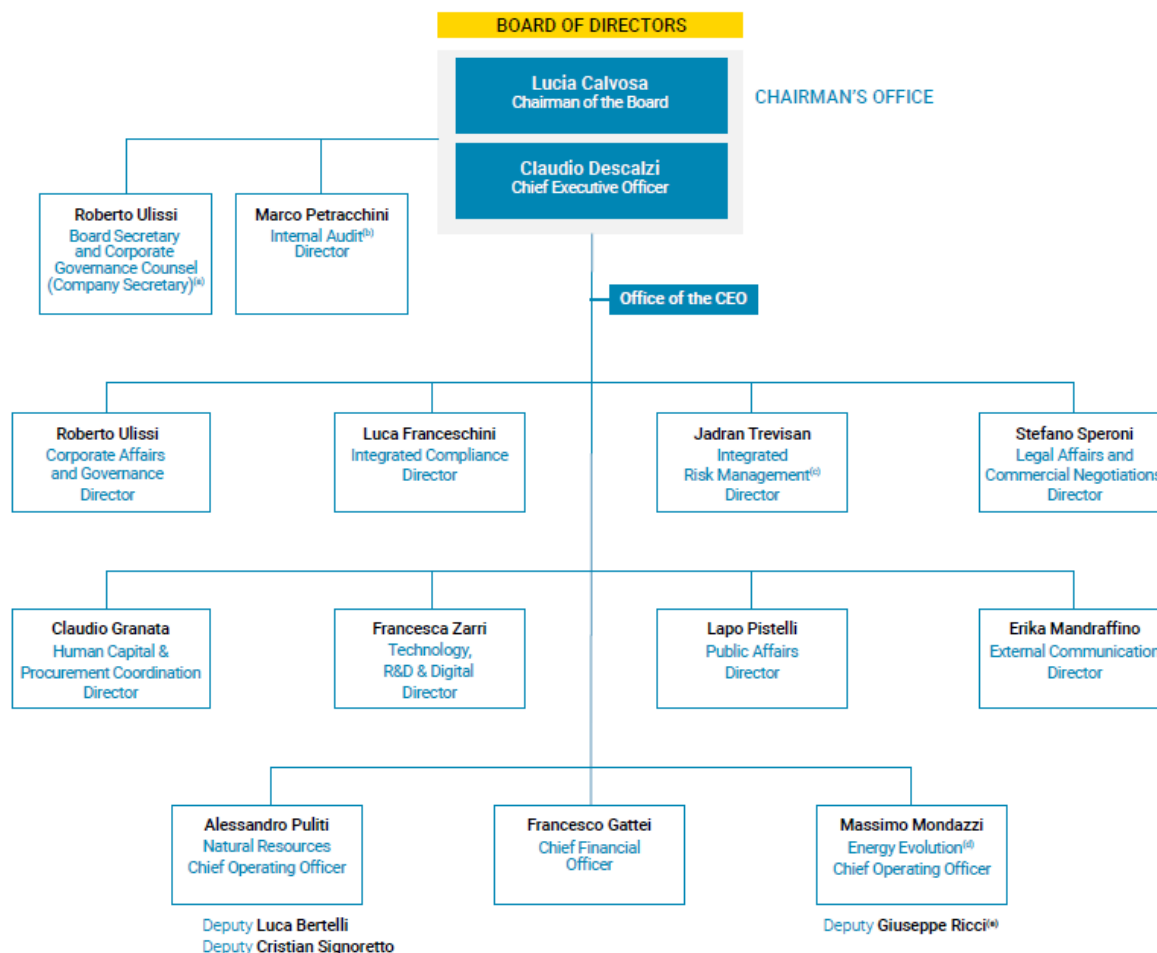 BOARD OF DIRECTORS
Lucia Calvosa
Chairman of the Board
CHAIRMAN'S OFFICE
Claudio Descalzi
Chief Executive Officer
Roberto Ulissi
Board Secretary
and Corporate
Governance Counsel
(Company Secretary)(a)
Marco Petracchini
Internal Audit(b)
Director
Office of the CEO
Roberto Ulissi
Corporate Affairs
and Governance
Director
Luca Franceschini
Integrated Compliance
Director
Jadran Trevisan
Integrated
Risk Management(c)
Director
Stefano Speroni
Legal Affairs and
Commercial Negotiations
Director
Claudio Granata
Human Capital &
Procurement Coordination
Director
Francesca Zarri
Technology,
R&D & Digital
Director
Lapo Pistelli
Public Affairs
Director
Erika Mandraffino
External Communication
Director
Alessandro Puliti
Natural Resources
Chief Operating Officer
Francesco Gattei
Chief Financial
Officer
Massimo Mondazzi
Energy Evolution(d)
Chief Operating Officer
Deputy Luca Bertelli
Deputy Cristian Signoretto
Deputy Giuseppe Ricci(e)